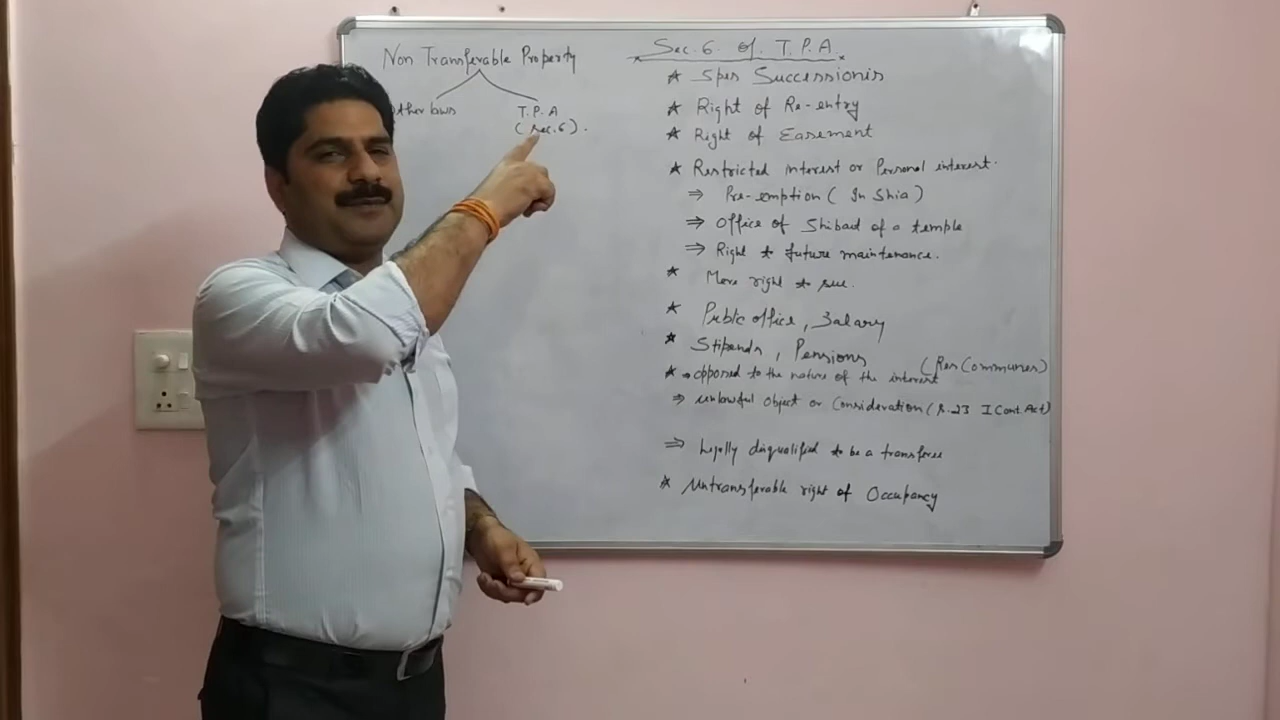 Non Transferable Property
Other laws
T.P.A
(Sec.6).
Sec.6 of T.P.A.
★ Spes Successionis
★ Right of Re-entry
★ Right of Easement
★ Restricted interest or Personal interest.
⇒ Pre-emption (In Shia)
⇒ Office of Shibait of a temple
⇒ Right to future maintenance.
★ Mere right to sue.
★ Public office, Salary
★ Stipends, Pensions
★ opposed to the nature of the interest (Res Communes)
⇒ unlawful object or Consideration (S.23 I Cont. Act)
⇒ Legally disqualified to be a transferee
★ Untransferable right of Occupancy